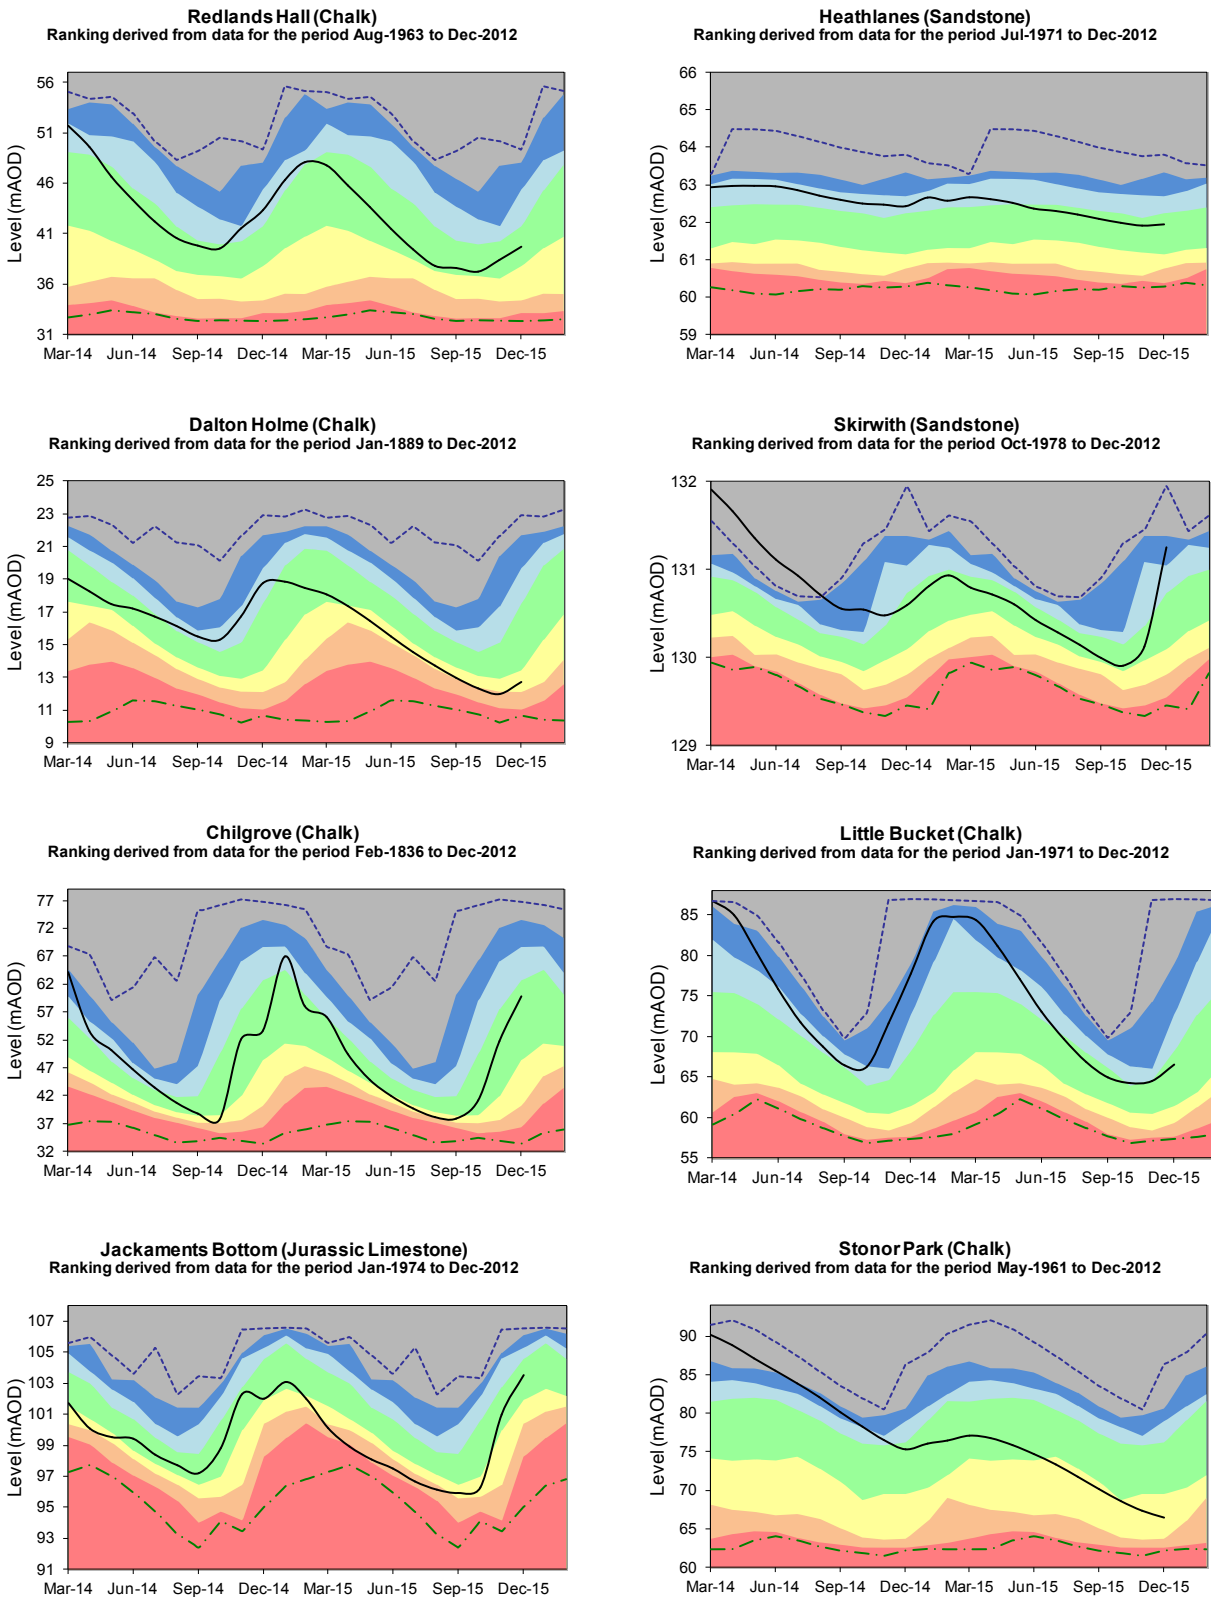 Redlands Hall (Chalk)
Ranking derived from data for the period Aug-1963 to Dec-2012
Level (mAOD)
56
51
46
41
36
31
Mar-14 Jun-14 Sep-14 Dec-14 Mar-15 Jun-15 Sep-15 Dec-15
Heathlanes (Sandstone)
Ranking derived from data for the period Jul-1971 to Dec-2012
Level (mAOD)
66
65
64
63
62
61
60
59
Mar-14 Jun-14 Sep-14 Dec-14 Mar-15 Jun-15 Sep-15 Dec-15
Dalton Holme (Chalk)
Ranking derived from data for the period Jan-1889 to Dec-2012
Level (mAOD)
25
23
21
19
17
15
13
11
9
Mar-14 Jun-14 Sep-14 Dec-14 Mar-15 Jun-15 Sep-15 Dec-15
Skirwith (Sandstone)
Ranking derived from data for the period Oct-1978 to Dec-2012
Level (mAOD)
132
131
130
129
Mar-14 Jun-14 Sep-14 Dec-14 Mar-15 Jun-15 Sep-15 Dec-15
Chilgrove (Chalk)
Ranking derived from data for the period Feb-1836 to Dec-2012
Level (mAOD)
77
72
67
62
57
52
47
42
37
32
Mar-14 Jun-14 Sep-14 Dec-14 Mar-15 Jun-15 Sep-15 Dec-15
Little Bucket (Chalk)
Ranking derived from data for the period Jan-1971 to Dec-2012
Level (mAOD)
85
80
75
70
65
60
55
Mar-14 Jun-14 Sep-14 Dec-14 Mar-15 Jun-15 Sep-15 Dec-15
Jackaments Bottom (Jurassic Limestone)
Ranking derived from data for the period Jan-1974 to Dec-2012
Level (mAOD)
107
105
103
101
99
97
95
93
91
Mar-14 Jun-14 Sep-14 Dec-14 Mar-15 Jun-15 Sep-15 Dec-15
Stonor Park (Chalk)
Ranking derived from data for the period May-1961 to Dec-2012
Level (mAOD)
90
85
80
75
70
65
60
Mar-14 Jun-14 Sep-14 Dec-14 Mar-15 Jun-15 Sep-15 Dec-15